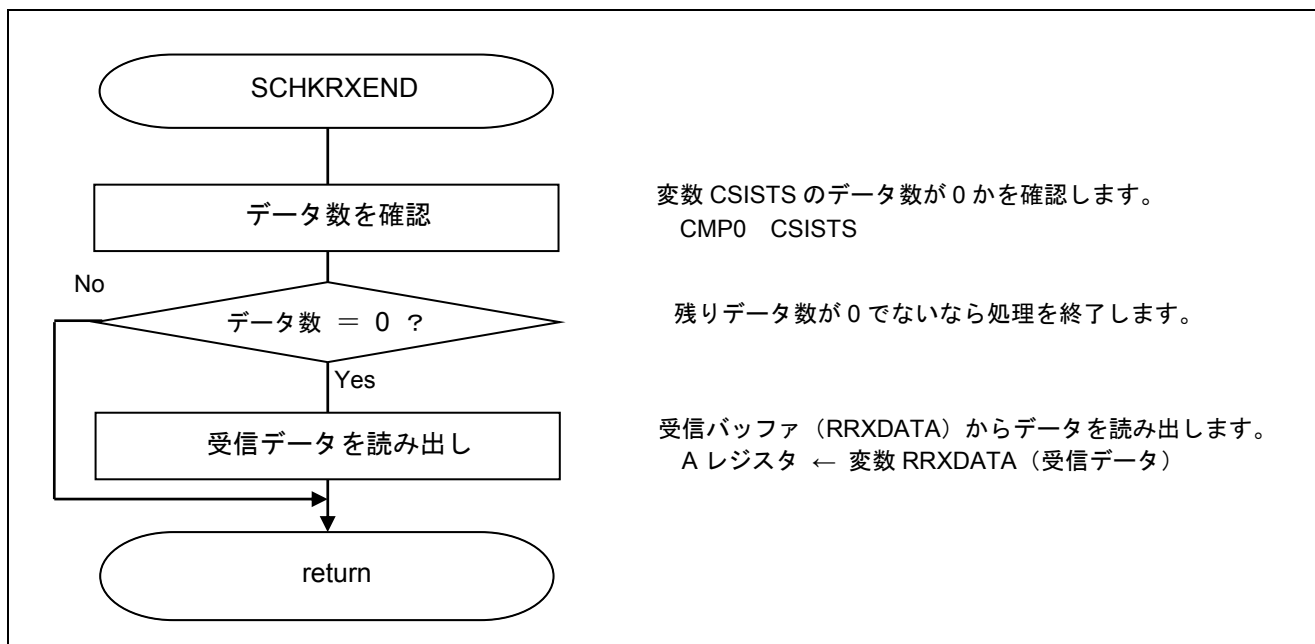 SCHKRXEND
データ数を確認
変数 CSISTS のデータ数が 0 かを確認します。
CMP0 CSISTS
No
データ数 ＝ 0 ？
残りデータ数が 0 でないなら処理を終了します。
Yes
受信データを読み出し
受信バッファ（RRXDATA）からデータを読み出します。
A レジスタ ← 変数 RRXDATA（受信データ）
return